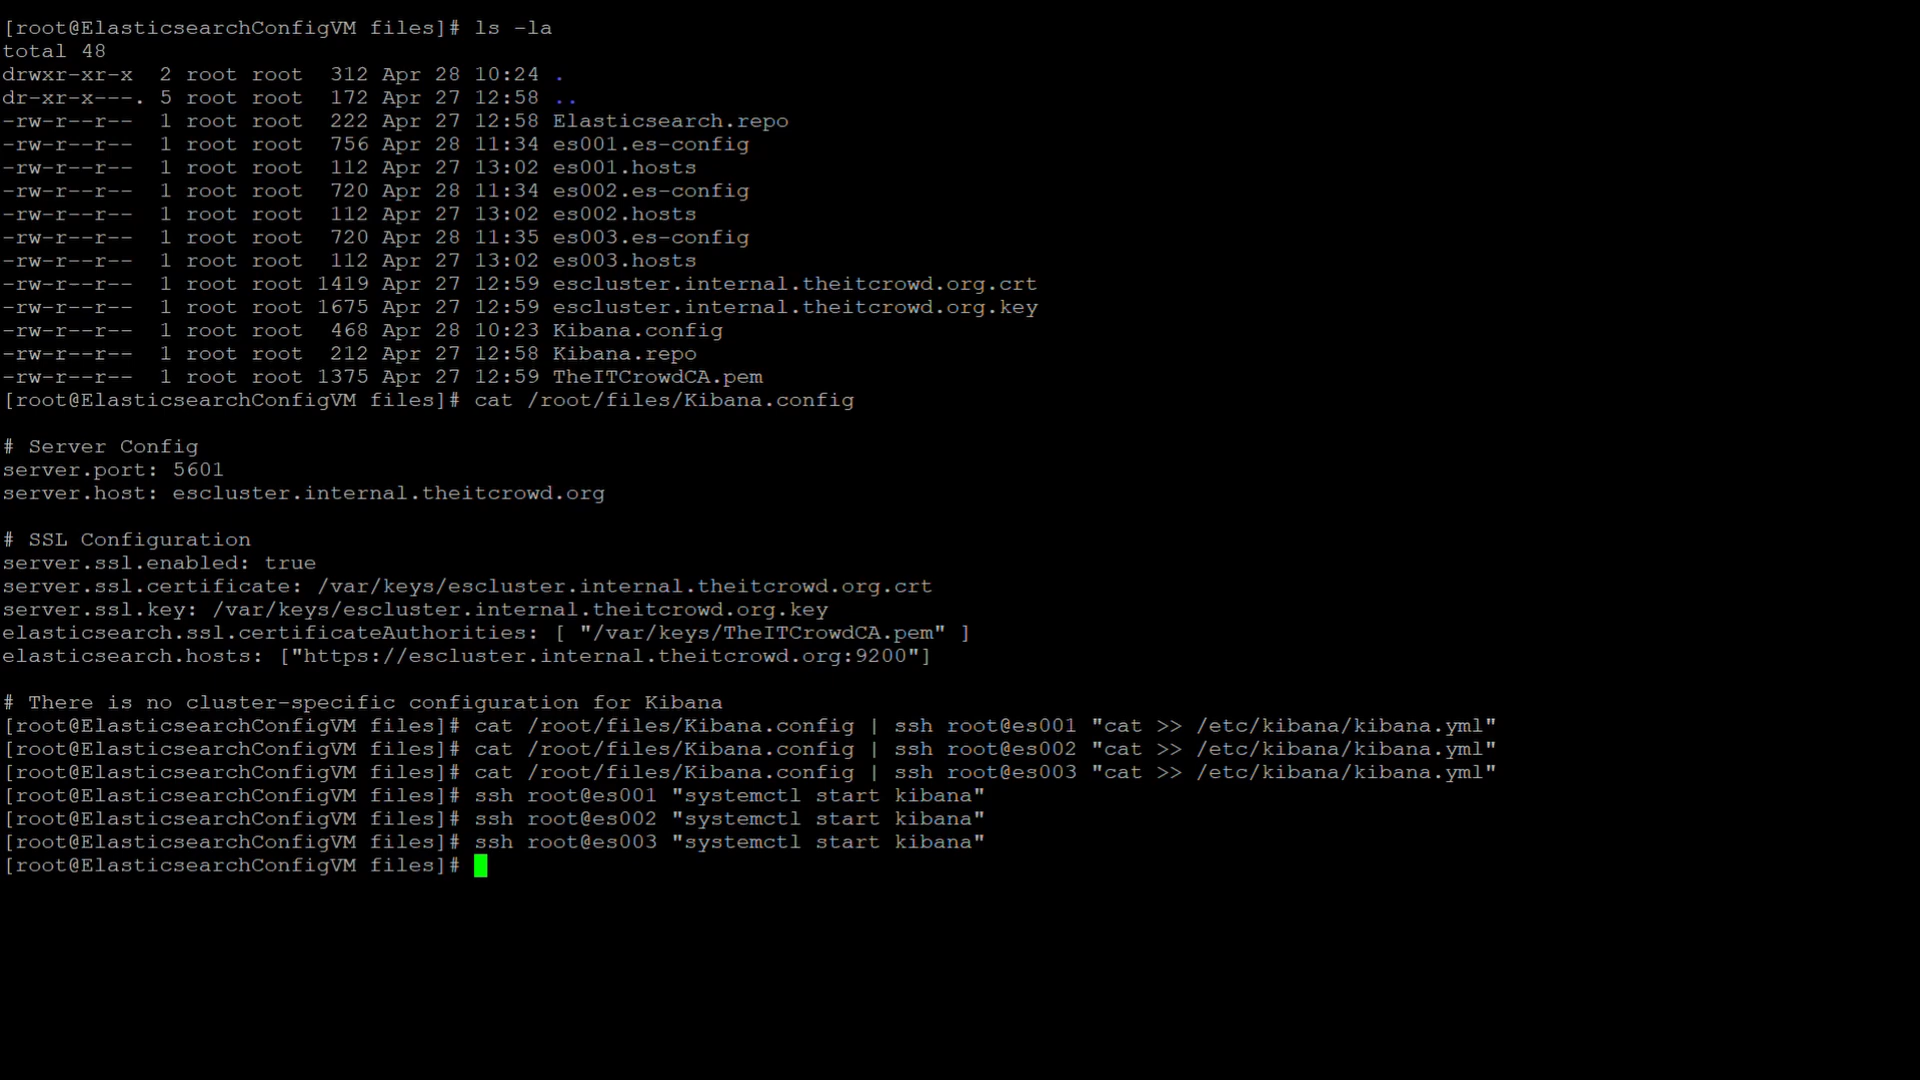 [root@ElasticsearchConfigVM files]# ls -la
total 48
drwxr-xr-x  2 root root  312 Apr 28 10:24 .
dr-xr-x---. 5 root root  172 Apr 27 12:58 ..
-rw-r--r--  1 root root  222 Apr 27 12:58 Elasticsearch.repo
-rw-r--r--  1 root root  756 Apr 28 11:34 es001.es-config
-rw-r--r--  1 root root  112 Apr 27 13:02 es001.hosts
-rw-r--r--  1 root root  720 Apr 28 11:34 es002.es-config
-rw-r--r--  1 root root  112 Apr 27 13:02 es002.hosts
-rw-r--r--  1 root root  720 Apr 28 11:35 es003.es-config
-rw-r--r--  1 root root  112 Apr 27 13:02 es003.hosts
-rw-r--r--  1 root root 1419 Apr 27 12:59 escluster.internal.theitcrowd.org.crt
-rw-r--r--  1 root root 1675 Apr 27 12:59 escluster.internal.theitcrowd.org.key
-rw-r--r--  1 root root  468 Apr 28 10:23 Kibana.config
-rw-r--r--  1 root root  212 Apr 27 12:58 Kibana.repo
-rw-r--r--  1 root root 1375 Apr 27 12:59 TheITCrowdCA.pem
[root@ElasticsearchConfigVM files]# cat /root/files/Kibana.config
# Server Config
server.port: 5601
server.host: escluster.internal.theitcrowd.org
# SSL Configuration
server.ssl.enabled: true
server.ssl.certificate: /var/keys/escluster.internal.theitcrowd.org.crt
server.ssl.key: /var/keys/escluster.internal.theitcrowd.org.key
elasticsearch.ssl.certificateAuthorities: [ "/var/keys/TheITCrowdCA.pem" ]
elasticsearch.hosts: ["https://escluster.internal.theitcrowd.org:9200"]
# There is no cluster-specific configuration for Kibana
[root@ElasticsearchConfigVM files]# cat /root/files/Kibana.config | ssh root@es001 "cat >> /etc/kibana/kibana.yml"
[root@ElasticsearchConfigVM files]# cat /root/files/Kibana.config | ssh root@es002 "cat >> /etc/kibana/kibana.yml"
[root@ElasticsearchConfigVM files]# cat /root/files/Kibana.config | ssh root@es003 "cat >> /etc/kibana/kibana.yml"
[root@ElasticsearchConfigVM files]# ssh root@es001 "systemctl start kibana"
[root@ElasticsearchConfigVM files]# ssh root@es002 "systemctl start kibana"
[root@ElasticsearchConfigVM files]# ssh root@es003 "systemctl start kibana"
[root@ElasticsearchConfigVM files]#